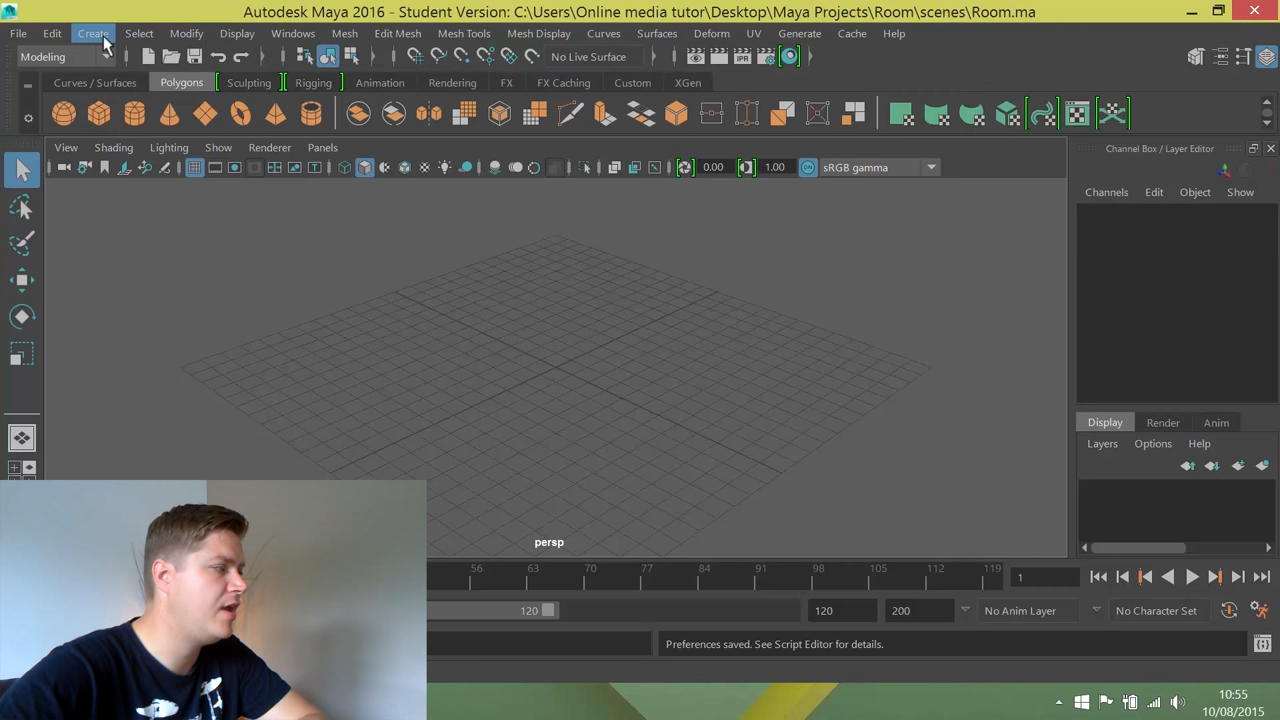 Autodesk Maya 2016 - Student Version: C:\Users\Online media tutor\Desktop\Maya Projects\Room\scenes\Room.ma
File Edit Create Select Modify Display Windows Mesh Edit Mesh Mesh Tools Mesh Display Curves Surfaces Deform UV Generate Cache Help
Modeling No Live Surface
Curves / Surfaces Polygons Sculpting Rigging Animation Rendering FX FX Caching Custom XGen
View Shading Lighting Show Renderer Panels
Channel Box / Layer Editor
0.00 1.00 ON sRGB gamma
Channels Edit Object Show
Display Render Anim
Layers Options Help
persp
56 63 70 77 84 91 98 105 112 119 1
120 120 200 No Anim Layer No Character Set
Preferences saved. See Script Editor for details.
10:55
10/08/2015